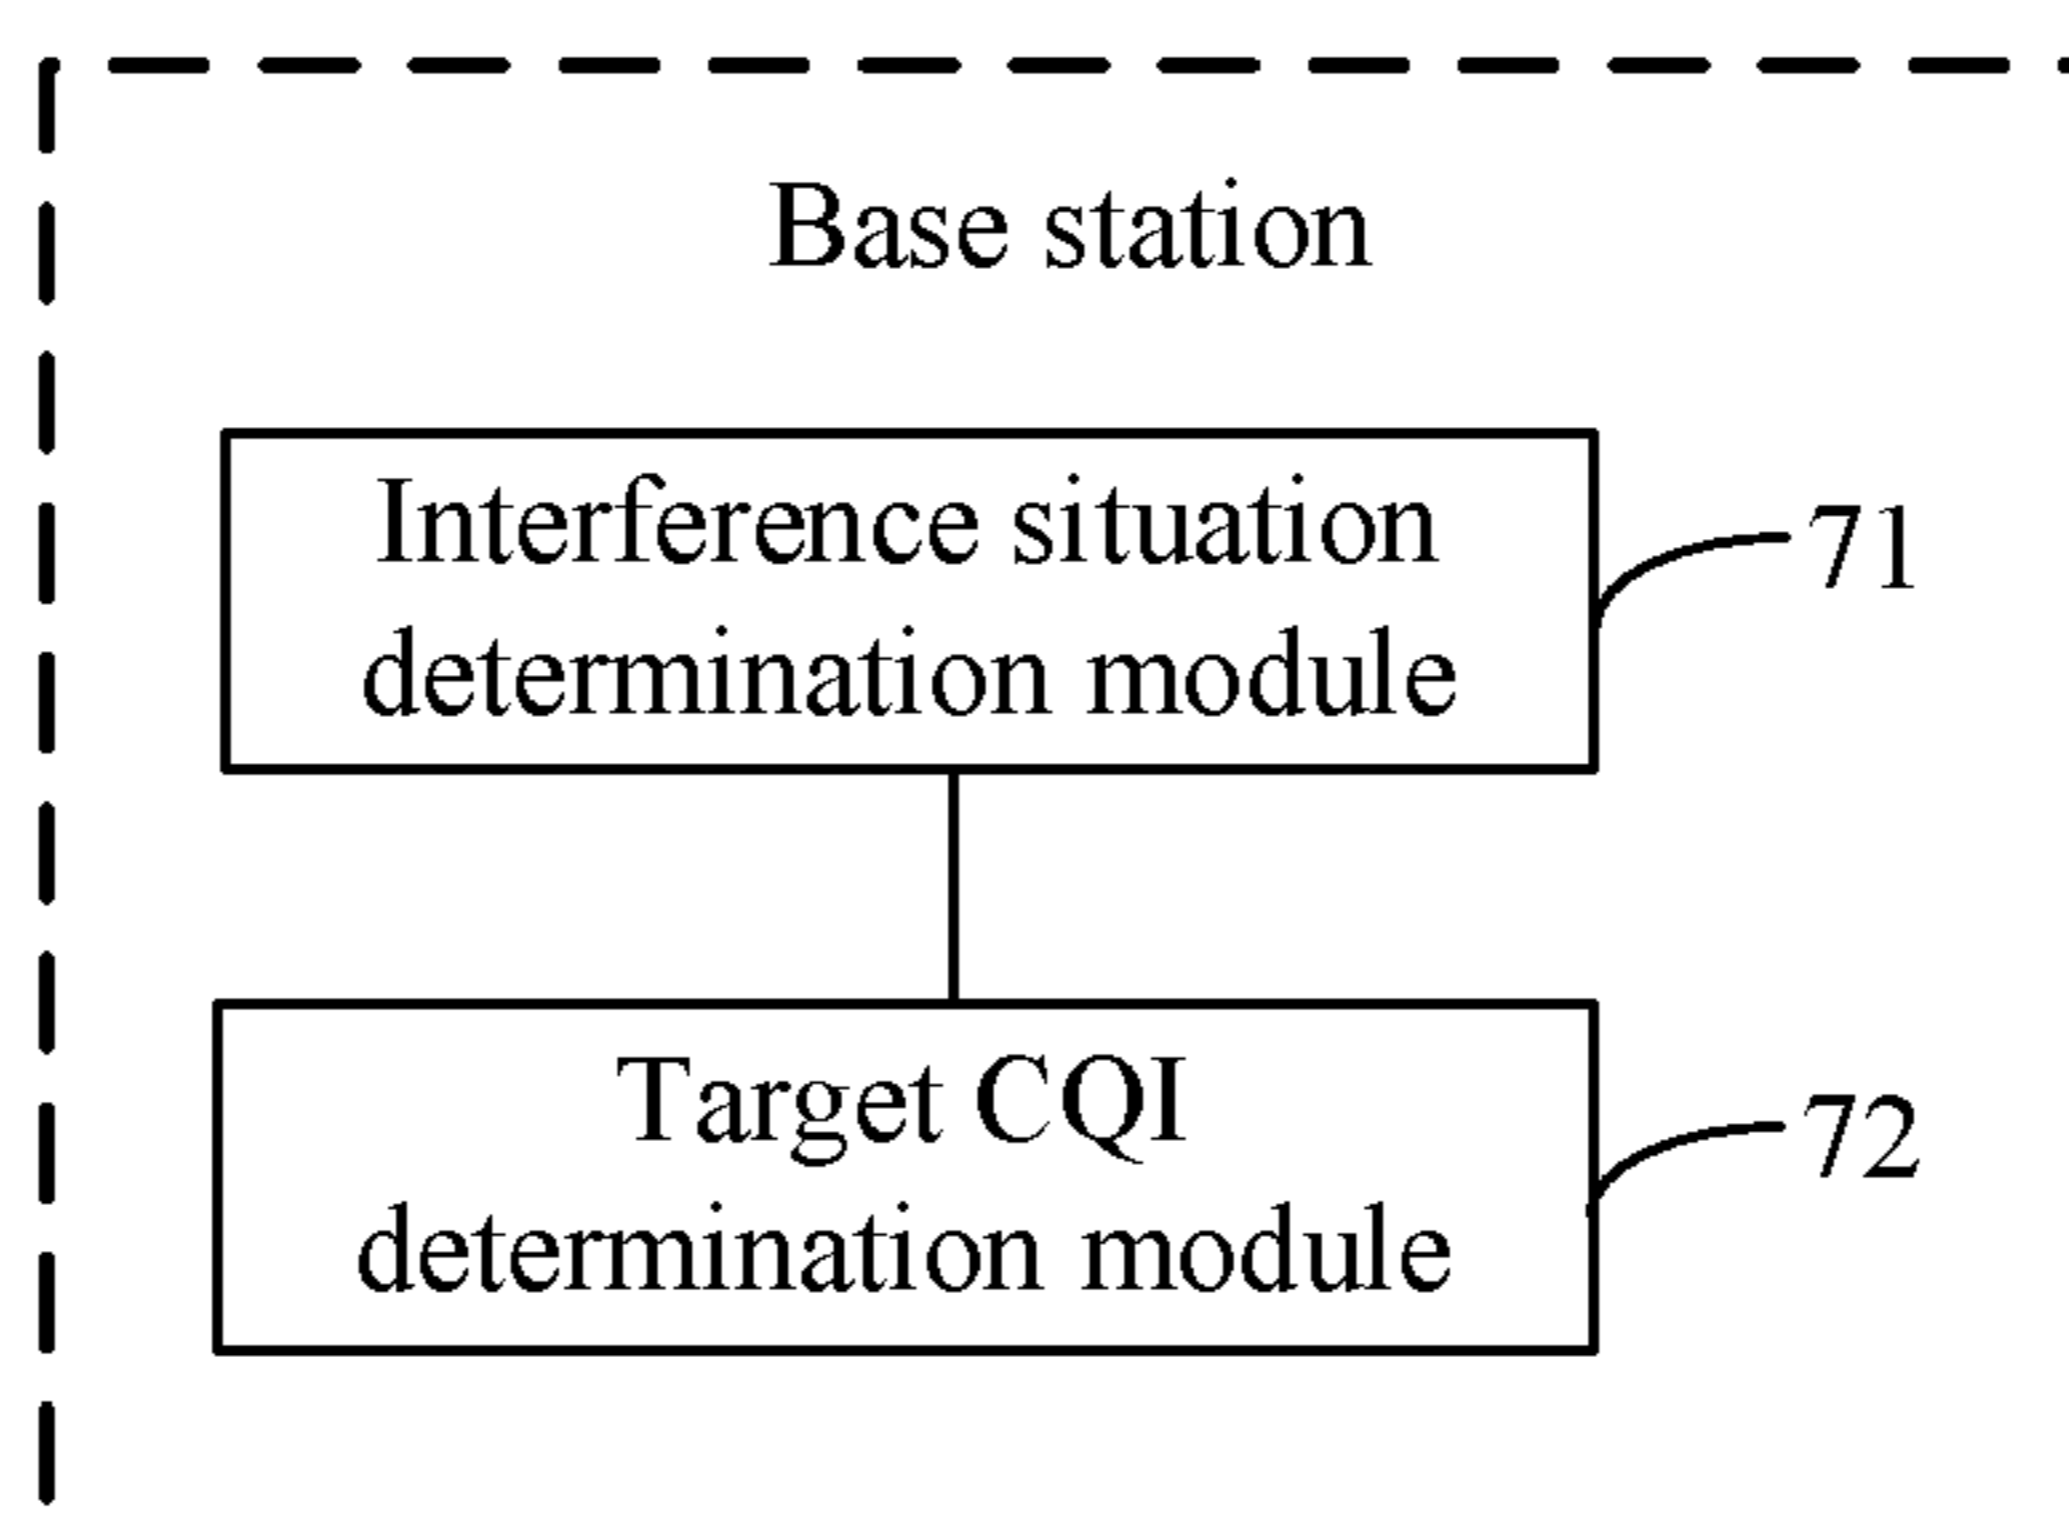 Base station
Interference situation
determination module
71
Target CQI
determination module
72